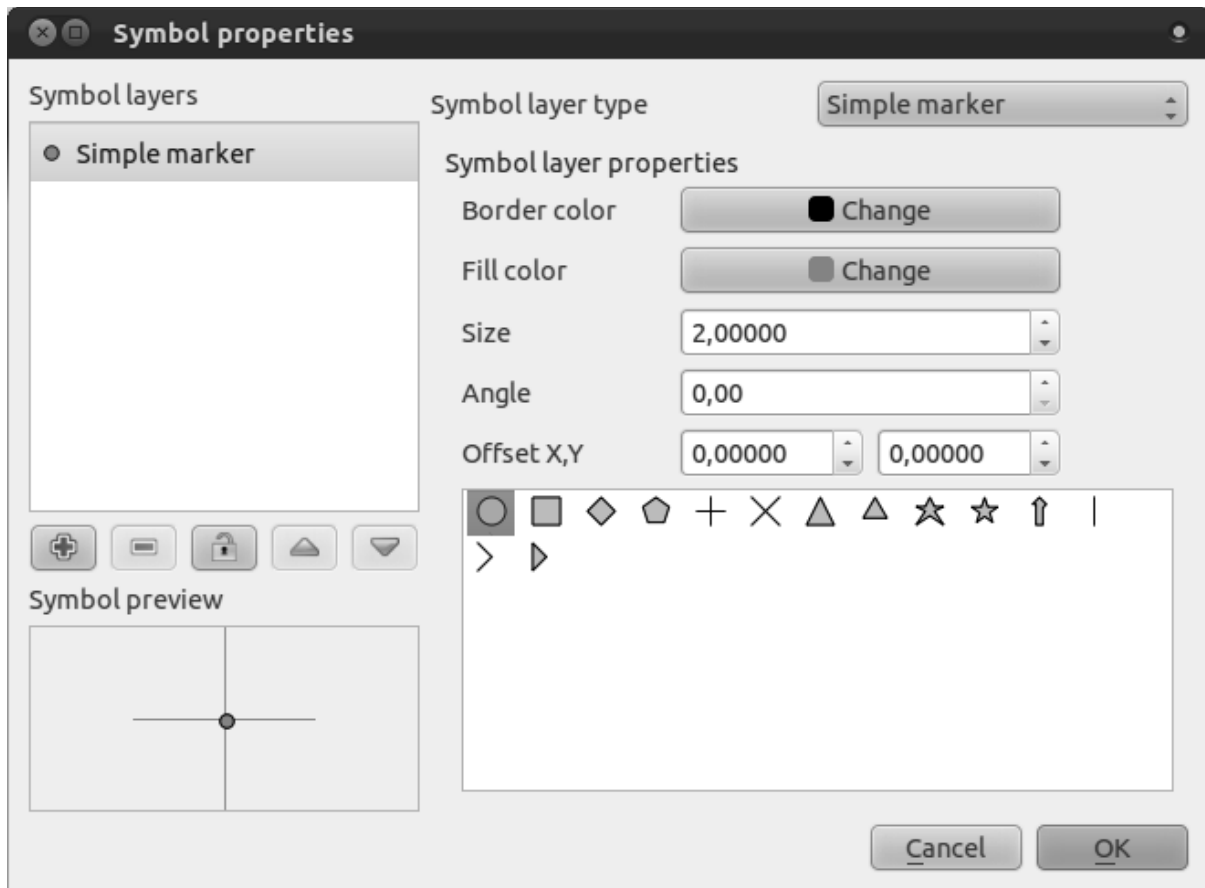 Symbol properties
Symbol layers
Simple marker
Symbol preview
Symbol layer type
Simple marker
Symbol layer properties
Border color
Change
Fill color
Change
Size
2,00000
Angle
0,00
Offset X,Y
0,00000
0,00000
Cancel
OK